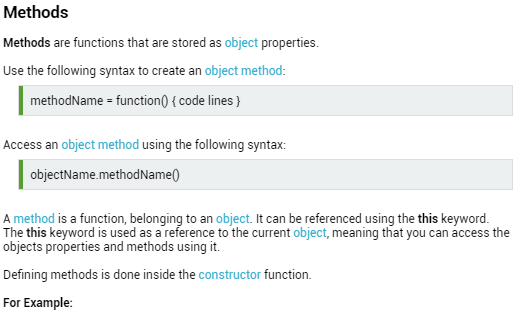 Methods
Methods are functions that are stored as object properties.
Use the following syntax to create an object method:
methodName = function() { code lines }
Access an object method using the following syntax:
objectName.methodName()
A method is a function, belonging to an object. It can be referenced using the this keyword.
The this keyword is used as a reference to the current object, meaning that you can access the
objects properties and methods using it.
Defining methods is done inside the constructor function.
For Example: